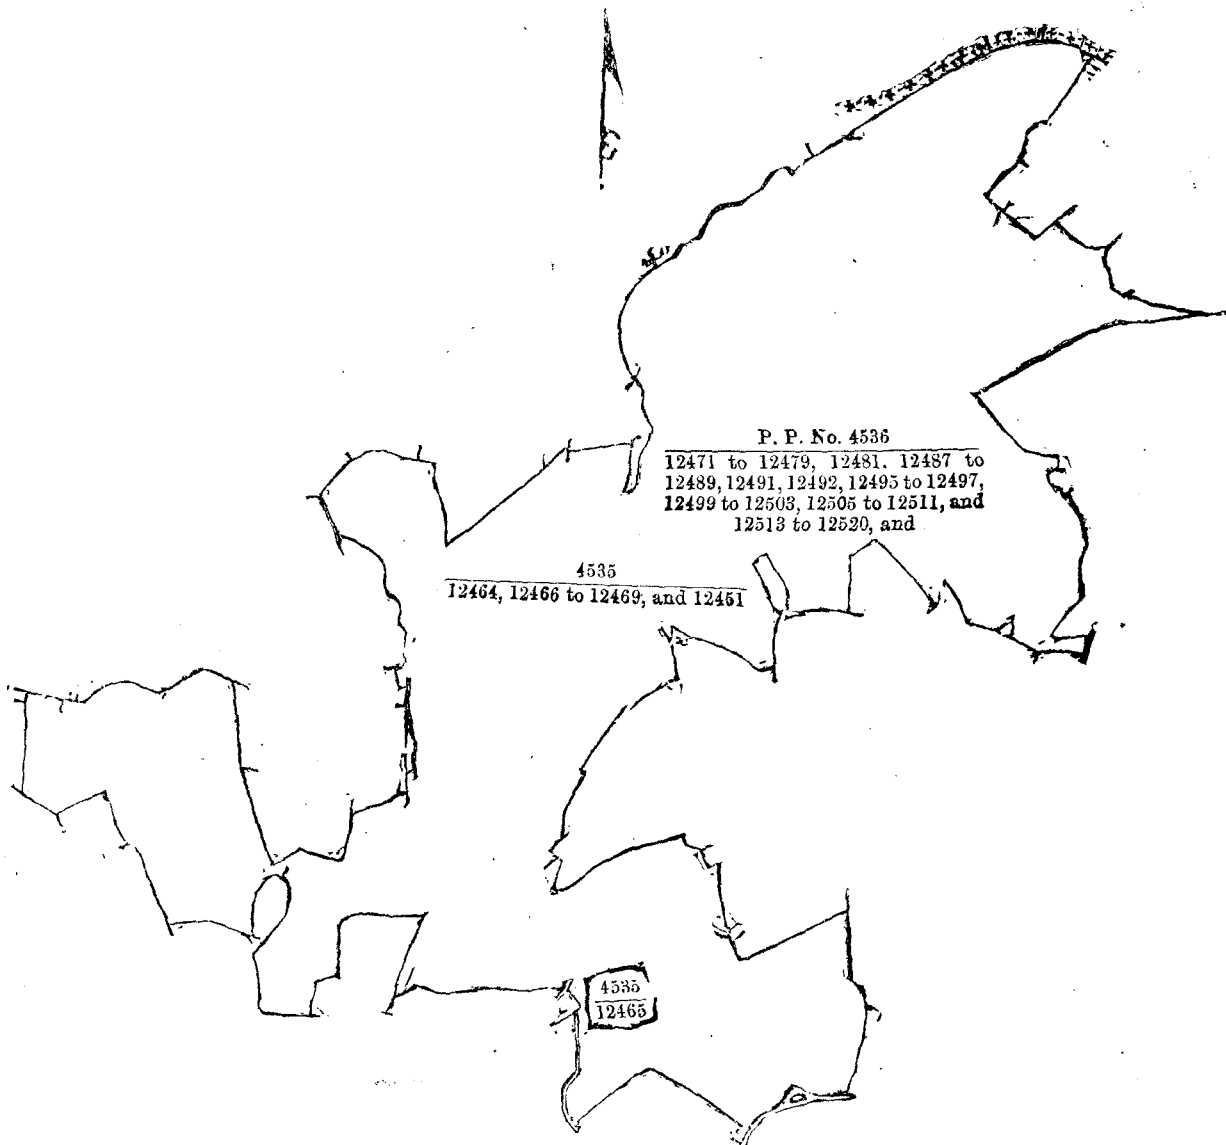 P. P. No. 4536
12471 to 12479, 12481. 12487 to
12489, 12491, 12492, 12495 to 12497,
12499 to 12503, 12505 to 12511, and
12513 to 12520, and
4535
12464, 12466 to 12469, and 12451
4535
12465